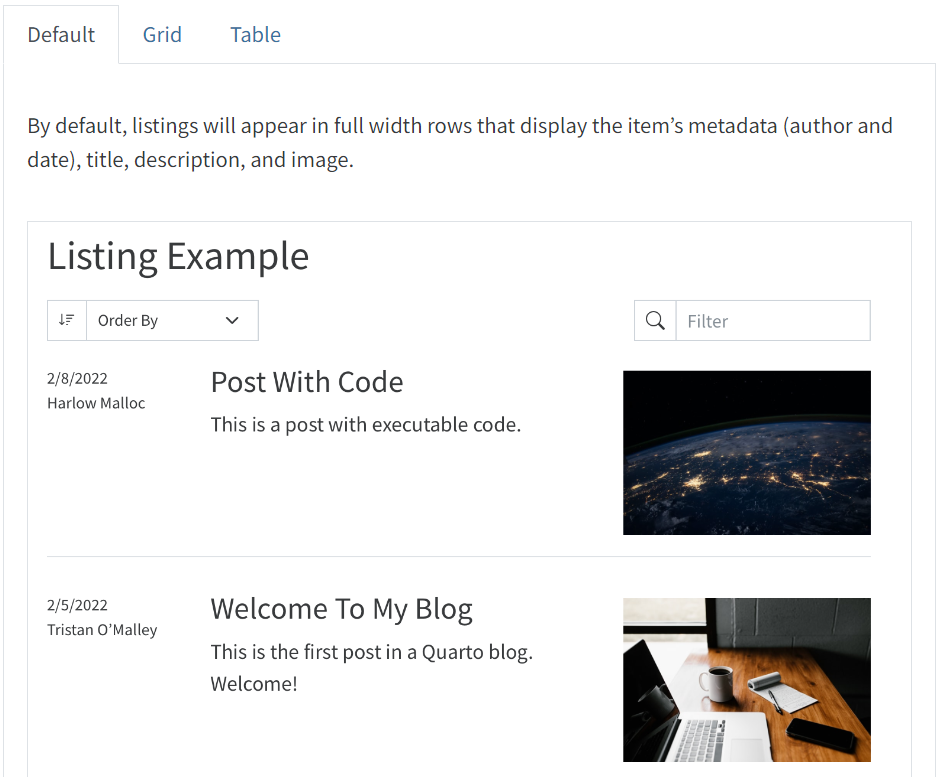 Default
Grid
Table
By default, listings will appear in full width rows that display the item’s metadata (author and
date), title, description, and image.
Listing Example
Order By
Filter
2/8/2022
Harlow Malloc
Post With Code
This is a post with executable code.
2/5/2022
Tristan O’Malley
Welcome To My Blog
This is the first post in a Quarto blog.
Welcome!